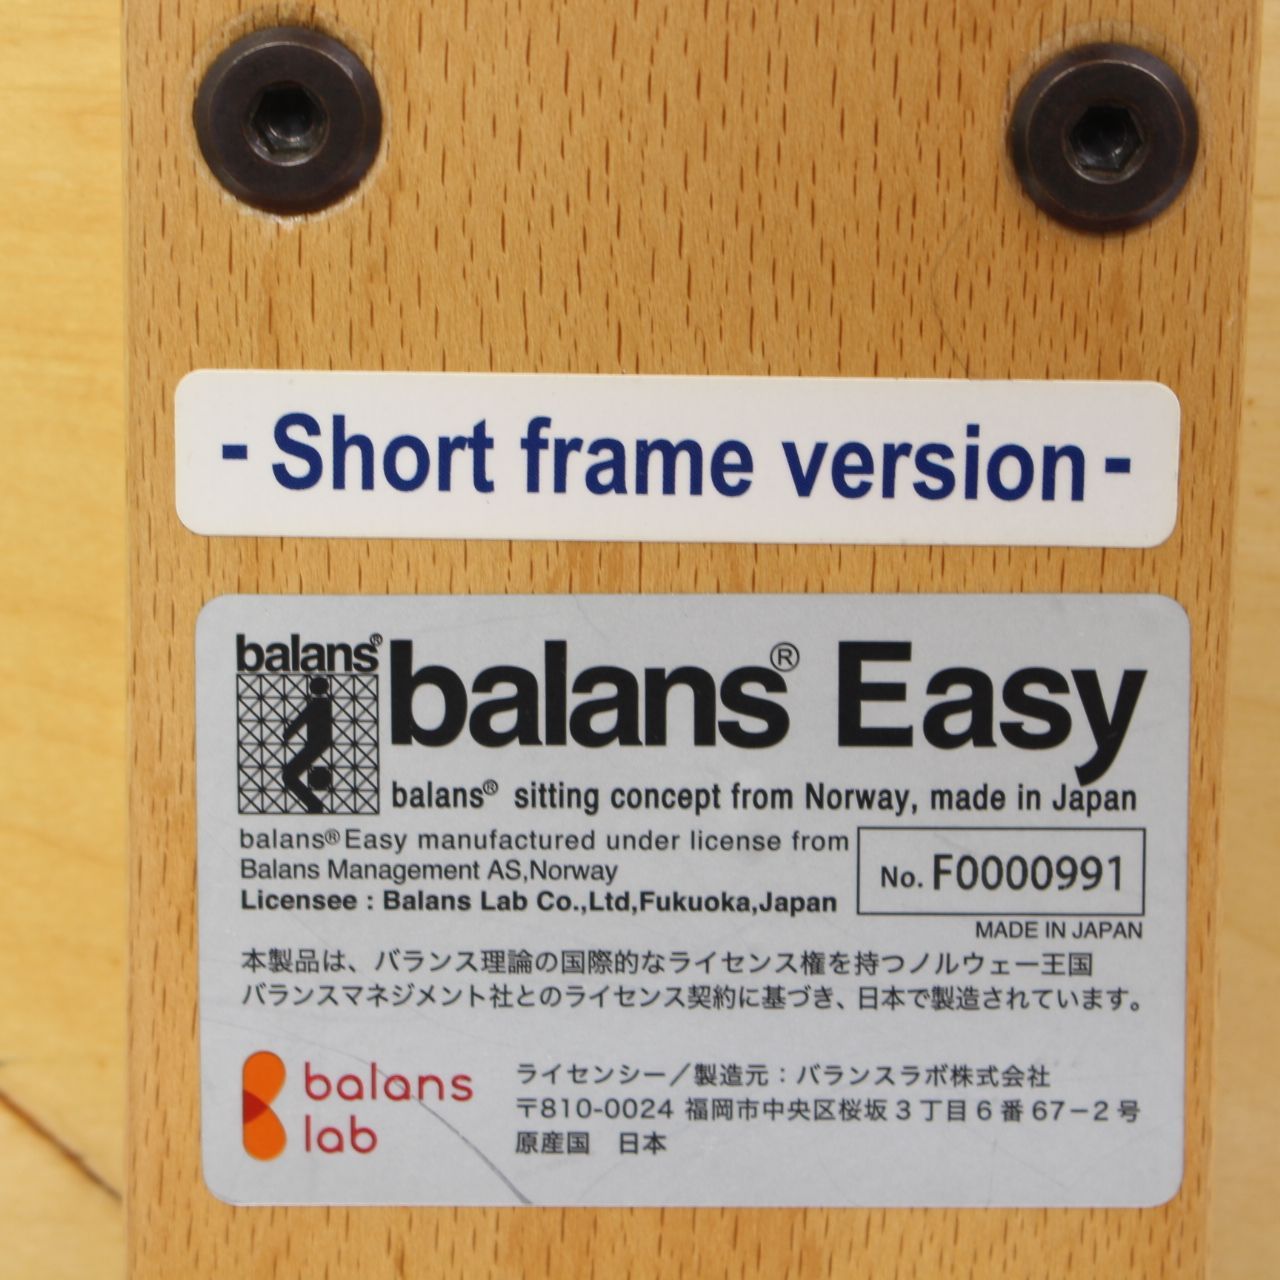 - Short frame version -
balans®
balans® Easy
balans® sitting concept from Norway, made in Japan
balans®Easy manufactured under license from
Balans Management AS,Norway
Licensee : Balans Lab Co.,Ltd,Fukuoka,Japan
No. F0000991
MADE IN JAPAN
本製品は、バランス理論の国際的なライセンス権を持つノルウェー王国
バランスマネジメント社とのライセンス契約に基づき、日本で製造されています。
balans
lab
ライセンシー／製造元：バランスラボ株式会社
〒810-0024 福岡市中央区桜坂3丁目6番67−2号
原産国　日本